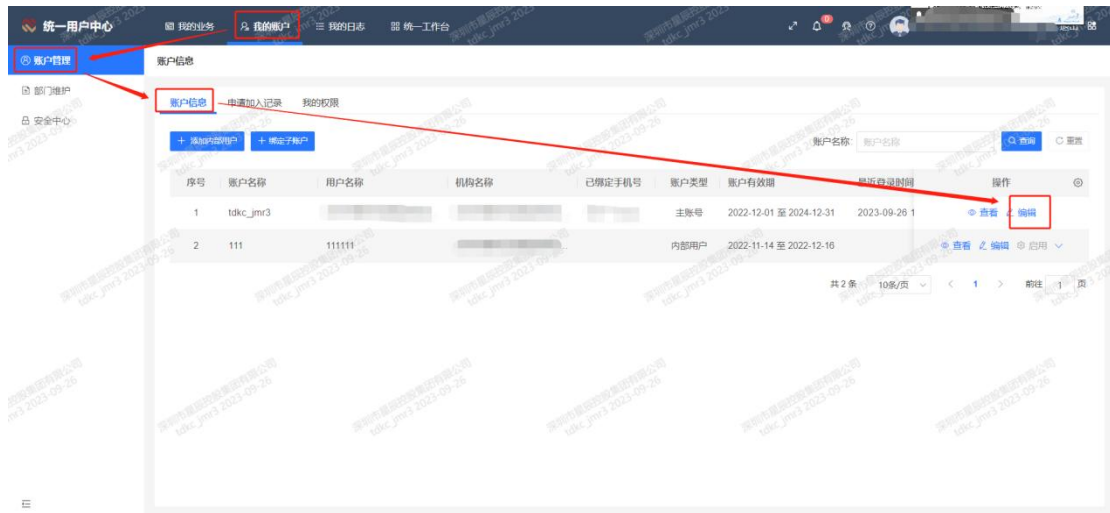 统一用户中心 我的业务 我的账户 我的日志 统一工作台 0
账户管理 账户信息
部门维护
安全中心
账户信息 申请加入记录 我的权限
+ 添加内部用户 + 绑定子账户 账户名称: 账户名称 查询 重置
序号 账户名称 用户名称 机构名称 已绑定手机号 账户类型 账户有效期 最近登录时间 操作
1 tdkc_jmr3 主账号 2022-12-01 至 2024-12-31 2023-09-26 1 查看 编辑
2 111 111111 内部用户 2022-11-14 至 2022-12-16 查看 编辑 启用
共 2 条 10条/页 < 1 > 前往 1 页